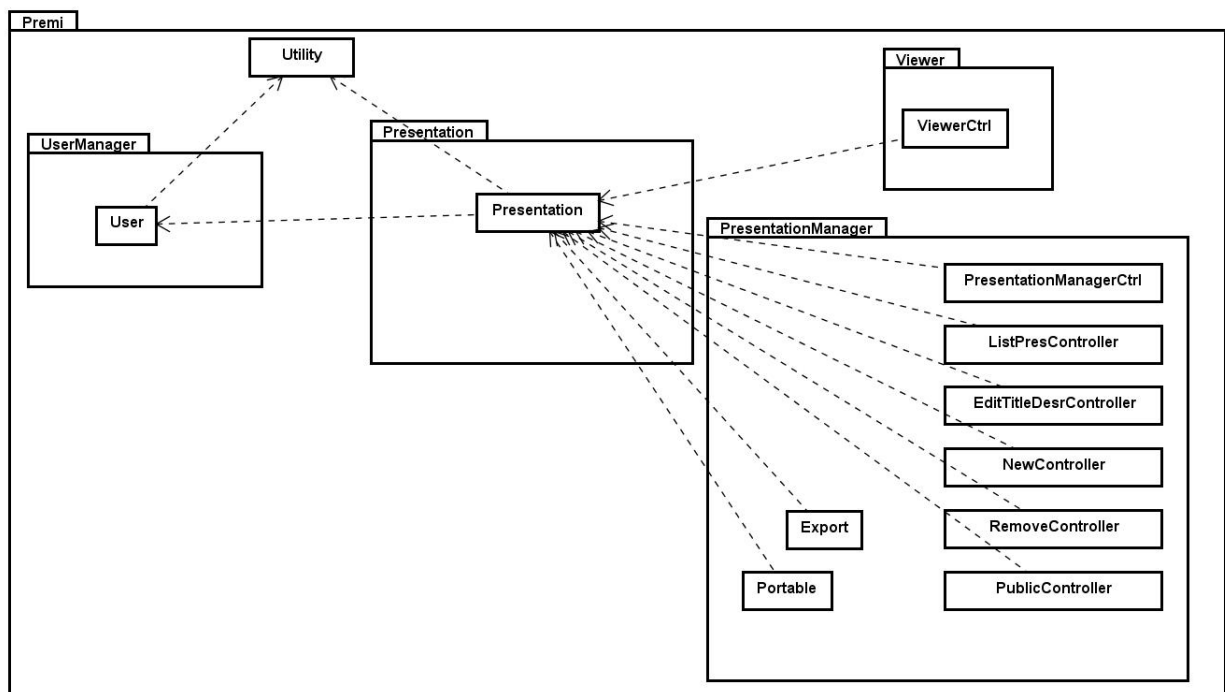 Premi
Utility
Viewer
ViewerCtrl
UserManager
Presentation
User
Presentation
PresentationManager
PresentationManagerCtrl
ListPresController
EditTitleDesrController
NewController
Export
RemoveController
Portable
PublicController